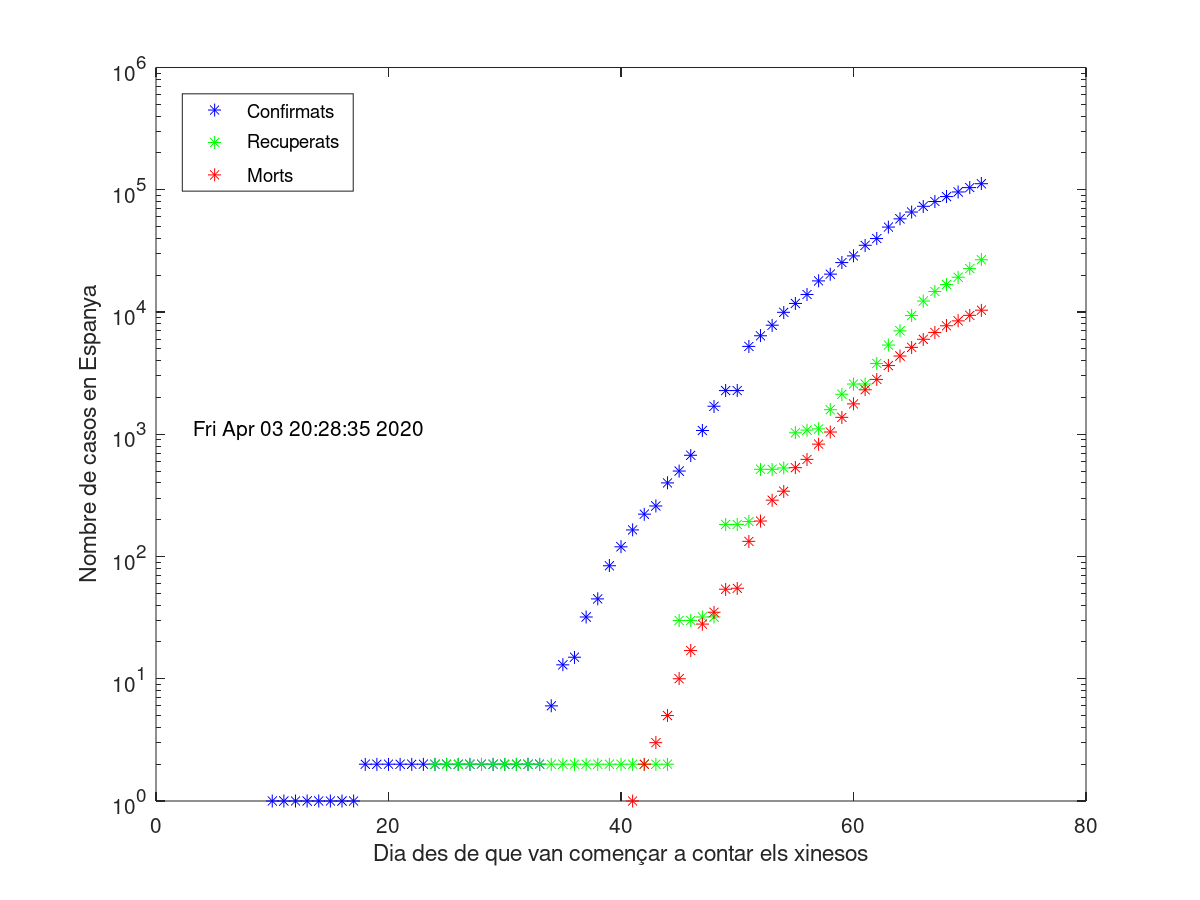 10^6
10^5
10^4
10^3
10^2
10^1
10^0
Confirmats
Recuperats
Morts
Fri Apr 03 20:28:35 2020
Nombre de casos en Espanya
0 20 40 60 80
Dia des de que van començar a contar els xinesos